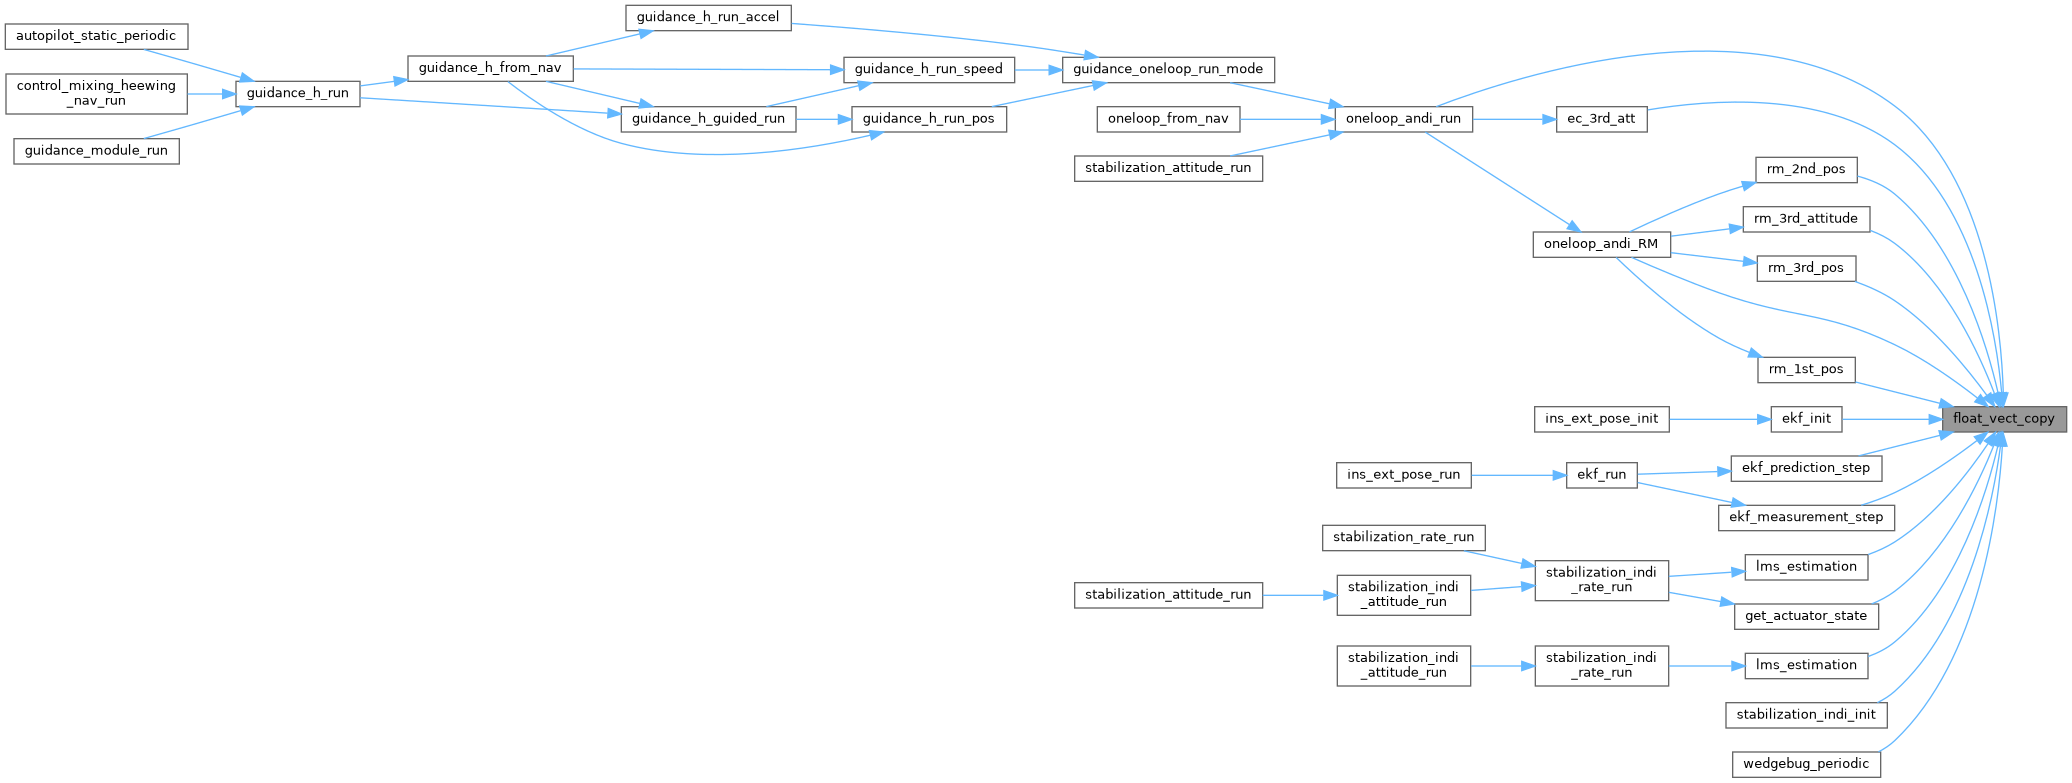 guidance_h_run_accel
autopilot_static_periodic
guidance_h_from_nav
guidance_h_run_speed
guidance_oneloop_run_mode
control_mixing_heewing
_nav_run
guidance_h_run
guidance_h_guided_run
guidance_h_run_pos
oneloop_from_nav
oneloop_andi_run
ec_3rd_att
guidance_module_run
stabilization_attitude_run
rm_2nd_pos
rm_3rd_attitude
oneloop_andi_RM
rm_3rd_pos
rm_1st_pos
ins_ext_pose_init
ekf_init
float_vect_copy
ins_ext_pose_run
ekf_run
ekf_prediction_step
ekf_measurement_step
stabilization_rate_run
stabilization_indi
_rate_run
lms_estimation
stabilization_attitude_run
stabilization_indi
_attitude_run
get_actuator_state
stabilization_indi
_attitude_run
stabilization_indi
_rate_run
lms_estimation
stabilization_indi_init
wedgebug_periodic